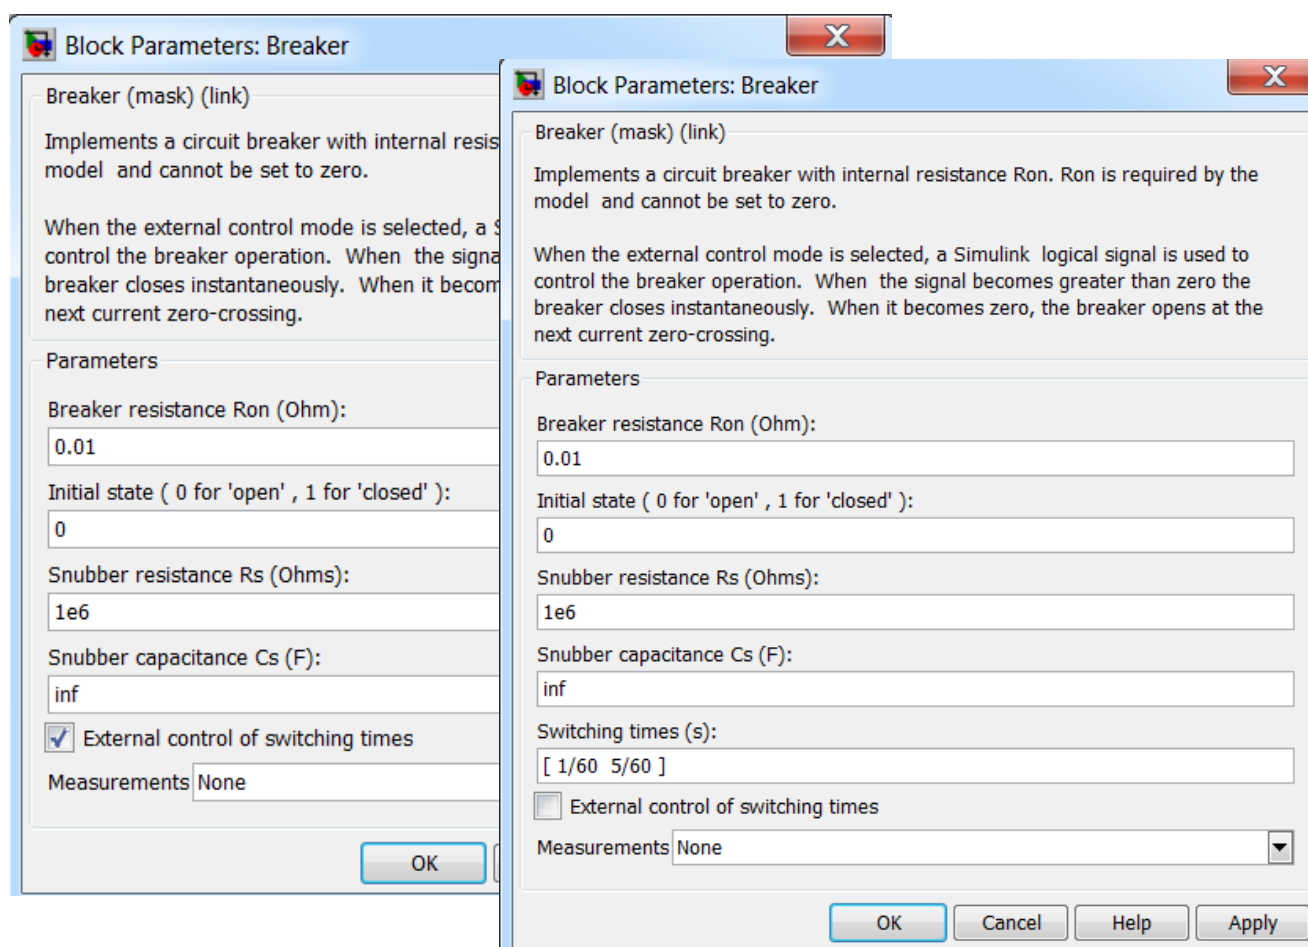 Block Parameters: Breaker
Breaker (mask) (link)
Implements a circuit breaker with internal resis
model  and cannot be set to zero.
When the external control mode is selected, a S
control the breaker operation.  When  the signa
breaker closes instantaneously.  When it becom
next current zero-crossing.
Parameters
Breaker resistance Ron (Ohm):
0.01
Initial state ( 0 for 'open' , 1 for 'closed' ):
0
Snubber resistance Rs (Ohms):
1e6
Snubber capacitance Cs (F):
inf
External control of switching times
Measurements None
OK
Block Parameters: Breaker
Breaker (mask) (link)
Implements a circuit breaker with internal resistance Ron. Ron is required by the
model  and cannot be set to zero.
When the external control mode is selected, a Simulink  logical signal is used to
control the breaker operation.  When  the signal becomes greater than zero the
breaker closes instantaneously.  When it becomes zero, the breaker opens at the
next current zero-crossing.
Parameters
Breaker resistance Ron (Ohm):
0.01
Initial state ( 0 for 'open' , 1 for 'closed' ):
0
Snubber resistance Rs (Ohms):
1e6
Snubber capacitance Cs (F):
inf
Switching times (s):
[ 1/60  5/60 ]
External control of switching times
Measurements None
OK Cancel Help Apply